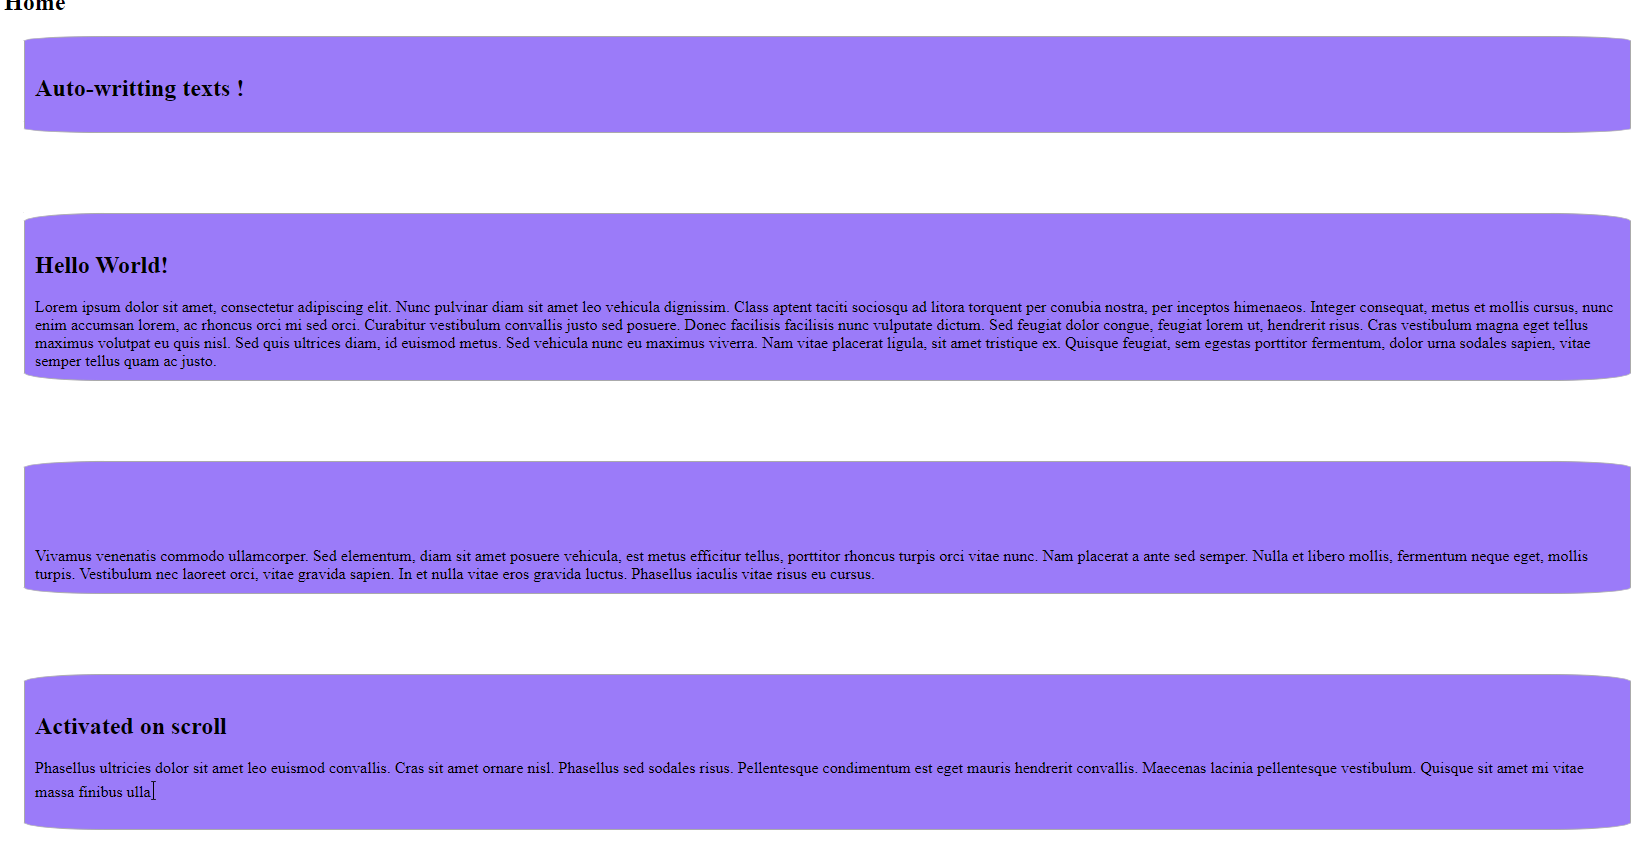 Home
Auto-writting texts !
Hello World!
Lorem ipsum dolor sit amet, consectetur adipiscing elit. Nunc pulvinar diam sit amet leo vehicula dignissim. Class aptent taciti sociosqu ad litora torquent per conubia nostra, per inceptos himenaeos. Integer consequat, metus et mollis cursus, nunc
enim accumsan lorem, ac rhoncus orci mi sed orci. Curabitur vestibulum convallis justo sed posuere. Donec facilisis facilisis nunc vulputate dictum. Sed feugiat dolor congue, feugiat lorem ut, hendrerit risus. Cras vestibulum magna eget tellus
maximus volutpat eu quis nisl. Sed quis ultrices diam, id euismod metus. Sed vehicula nunc eu maximus viverra. Nam vitae placerat ligula, sit amet tristique ex. Quisque feugiat, sem egestas porttitor fermentum, dolor urna sodales sapien, vitae
semper tellus quam ac justo.
Vivamus venenatis commodo ullamcorper. Sed elementum, diam sit amet posuere vehicula, est metus efficitur tellus, porttitor rhoncus turpis orci vitae nunc. Nam placerat a ante sed semper. Nulla et libero mollis, fermentum neque eget, mollis
turpis. Vestibulum nec laoreet orci, vitae gravida sapien. In et nulla vitae eros gravida luctus. Phasellus iaculis vitae risus eu cursus.
Activated on scroll
Phasellus ultricies dolor sit amet leo euismod convallis. Cras sit amet ornare nisl. Phasellus sed sodales risus. Pellentesque condimentum est eget mauris hendrerit convallis. Maecenas lacinia pellentesque vestibulum. Quisque sit amet mi vitae
massa finibus ulla